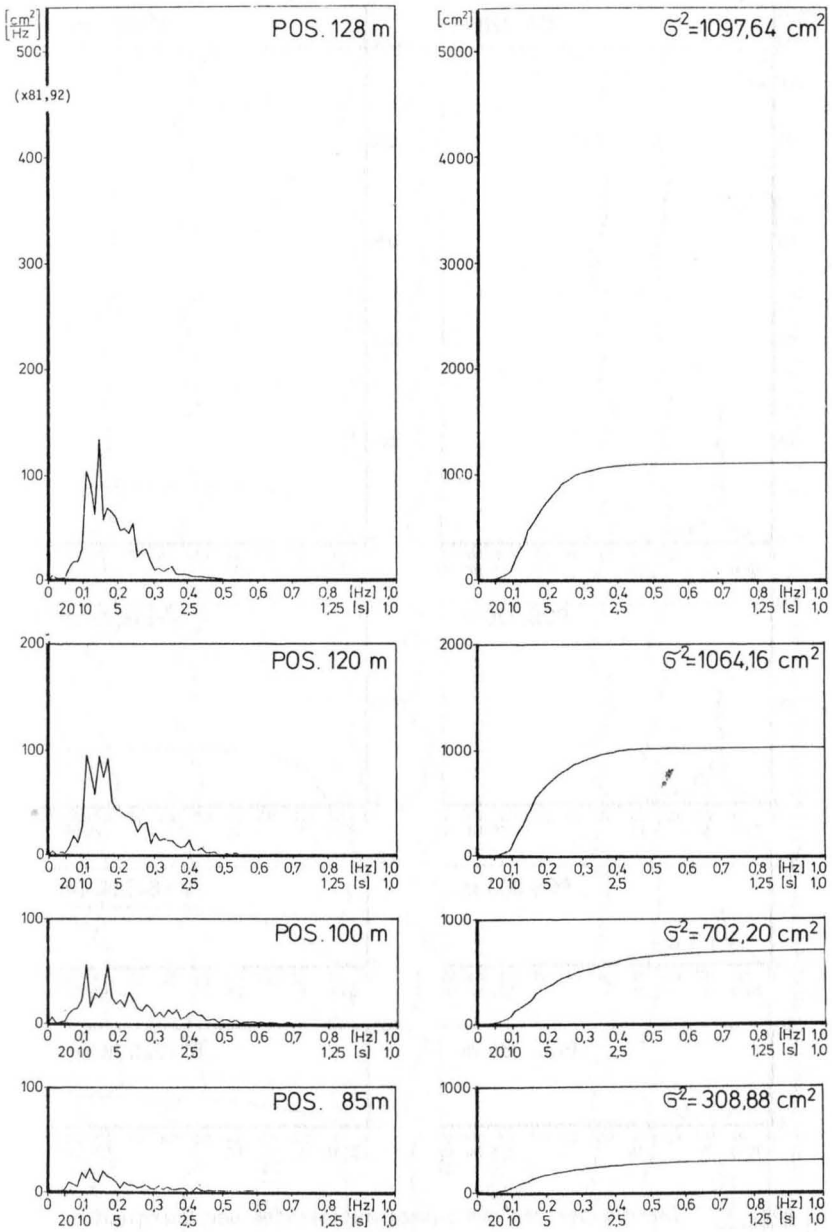 [cm²/Hz] POS. 128 m
500
(x81,92)
400
300
200
100
0
0 0,1 0,2 0,3 0,4 0,5 0,6 0,7 0,8 [Hz] 1,0
20 10 5 2,5 1,25 [s] 1,0
[cm²] σ²=1097,64 cm²
5000
4000
3000
2000
1000
0
0 0,1 0,2 0,3 0,4 0,5 0,6 0,7 0,8 [Hz] 1,0
20 10 5 2,5 1,25 [s] 1,0
200 POS. 120 m
100
0
0 0,1 0,2 0,3 0,4 0,5 0,6 0,7 0,8 [Hz] 1,0
20 10 5 2,5 1,25 [s] 1,0
2000 σ²=1064,16 cm²
1000
0
0 0,1 0,2 0,3 0,4 0,5 0,6 0,7 0,8 [Hz] 1,0
20 10 5 2,5 1,25 [s] 1,0
100 POS. 100 m
50
0
0 0,1 0,2 0,3 0,4 0,5 0,6 0,7 0,8 [Hz] 1,0
20 10 5 2,5 1,25 [s] 1,0
1000 σ²=702,20 cm²
500
0
0 0,1 0,2 0,3 0,4 0,5 0,6 0,7 0,8 [Hz] 1,0
20 10 5 2,5 1,25 [s] 1,0
100 POS. 85 m
50
0
0 0,1 0,2 0,3 0,4 0,5 0,6 0,7 0,8 [Hz] 1,0
20 10 5 2,5 1,25 [s] 1,0
1000 σ²=308,88 cm²
500
0
0 0,1 0,2 0,3 0,4 0,5 0,6 0,7 0,8 [Hz] 1,0
20 10 5 2,5 1,25 [s] 1,0